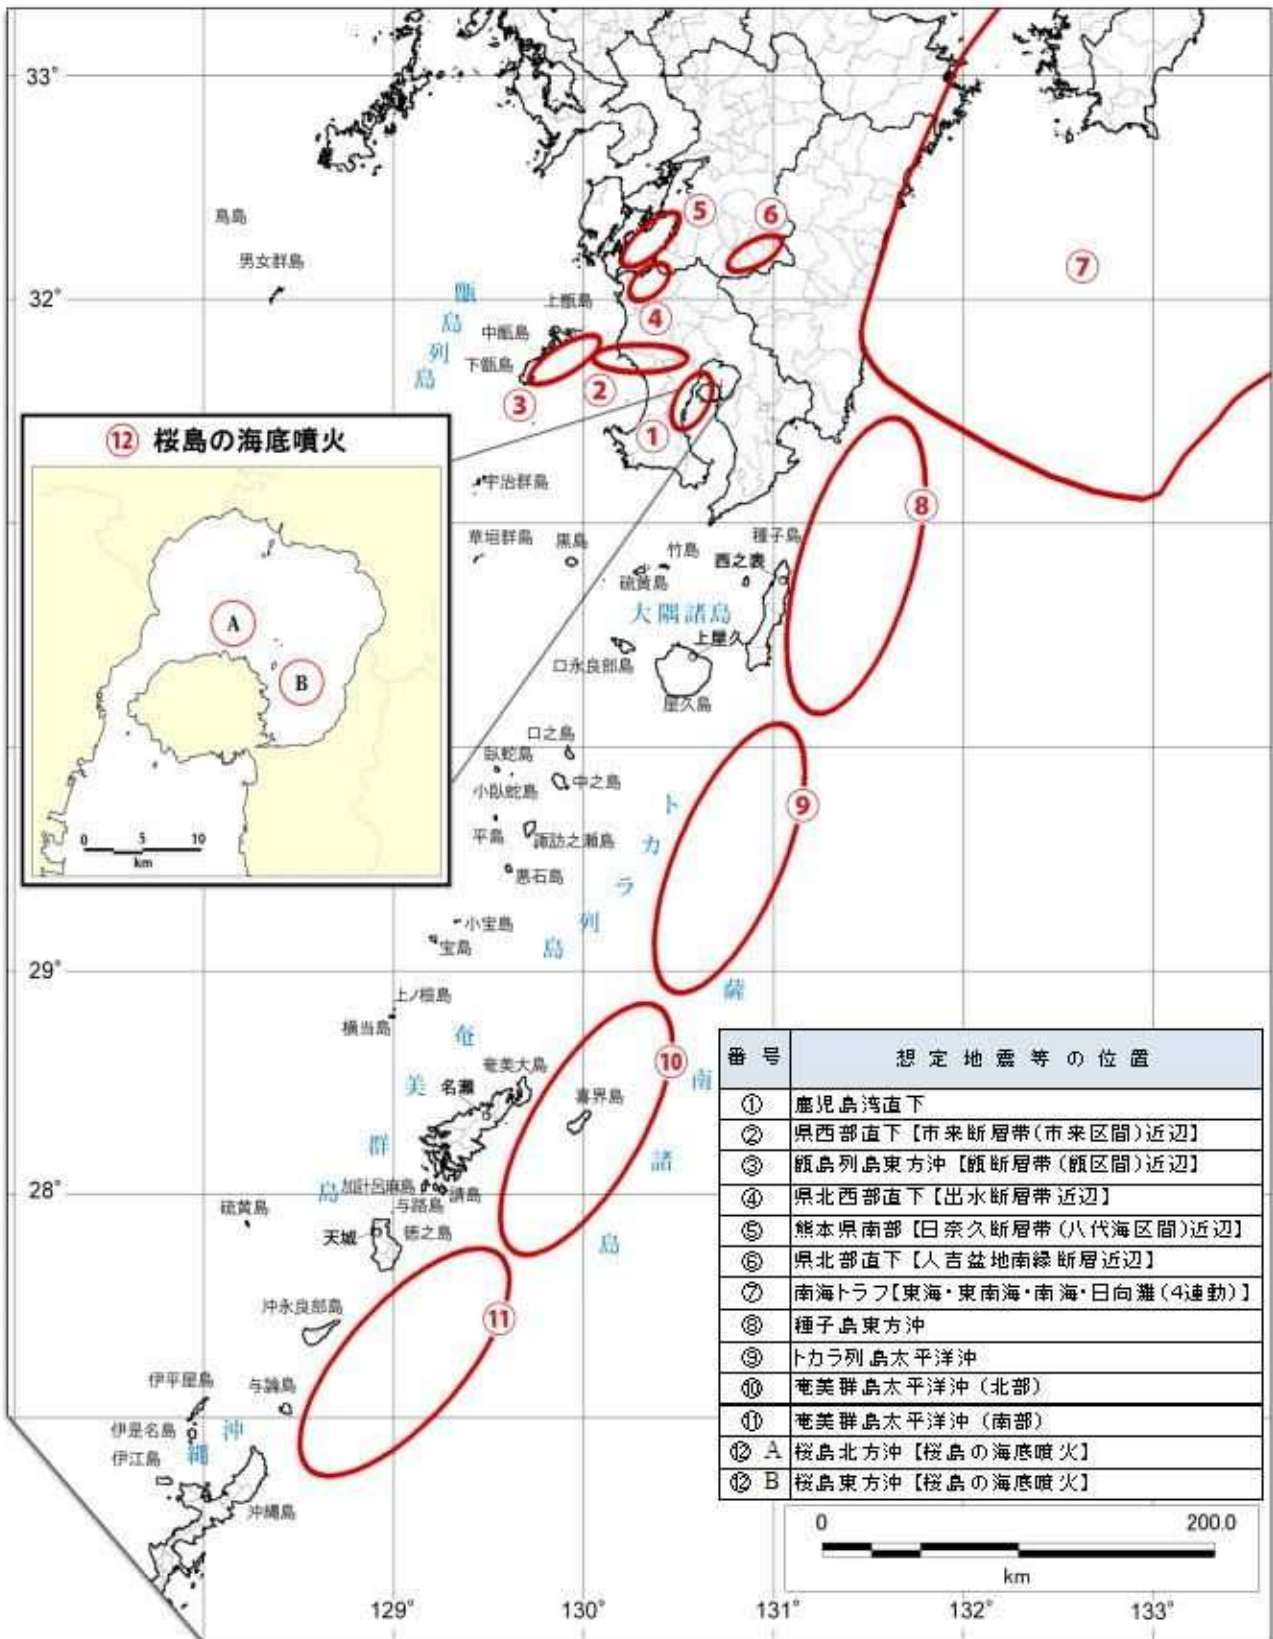 33°
⑤
⑥
鳥島
男女群島
⑦
32°
甑島列島
上甑島
中甑島
下甑島
④
②
③
①
⑫ 桜島の海底噴火
A
B
0 5 10
km
宇治群島
⑧
草垣群島
黒島
竹島
種子島
硫黄島
西之表
大隅諸島
上屋久
口永良部島
屋久島
口之島
臥蛇島
中之島
小臥蛇島
⑨
平島
諏訪之瀬島
悪石島
トカラ列島
小宝島
宝島
29°
薩南諸島
上ノ根島
横当島
奄美群島
奄美大島
名瀬
⑩
喜界島
加計呂麻島
請島
28°
与路島
硫黄島
天城
徳之島
沖永良部島
⑪
伊平屋島
与論島
伊是名島
沖縄
伊江島
沖縄島
番号 想定地震等の位置
① 鹿児島湾直下
② 県西部直下【市来断層帯(市来区間)近辺】
③ 甑島列島東方沖【甑断層帯(甑区間)近辺】
④ 県北西部直下【出水断層帯近辺】
⑤ 熊本県南部【日奈久断層帯(八代海区間)近辺】
⑥ 県北部直下【人吉盆地南縁断層近辺】
⑦ 南海トラフ【東海・東南海・南海・日向灘(4連動)】
⑧ 種子島東方沖
⑨ トカラ列島太平洋沖
⑩ 奄美群島太平洋沖(北部)
⑪ 奄美群島太平洋沖(南部)
⑫ A 桜島北方沖【桜島の海底噴火】
⑫ B 桜島東方沖【桜島の海底噴火】
0 200.0
km
129° 130° 131° 132° 133°